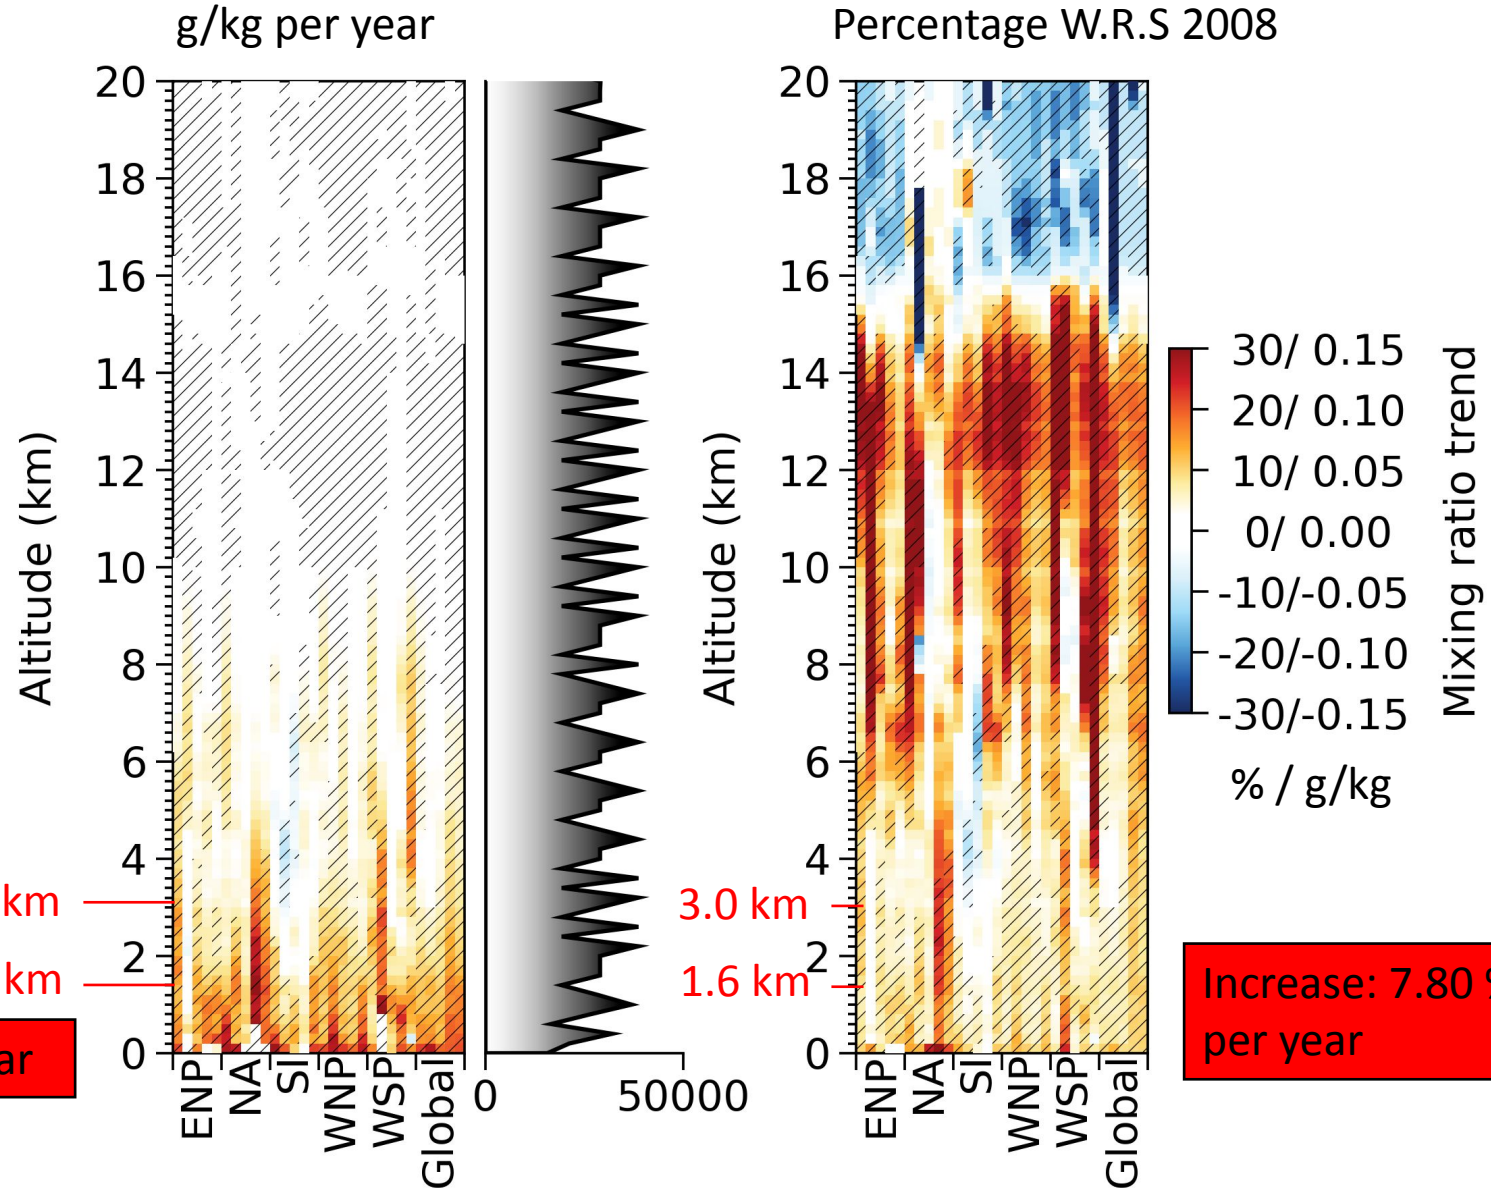 g/kg per year
Percentage W.R.S 2008
20
18
16
14
12
10
8
6
4
2
0
Altitude (km)
km
km
ar
ENP
NA
SI
WNP
WSP
Global
0
50000
20
18
16
14
12
10
8
6
4
2
0
Altitude (km)
3.0 km
1.6 km
ENP
NA
SI
WNP
WSP
Global
30/ 0.15
20/ 0.10
10/ 0.05
0/ 0.00
-10/-0.05
-20/-0.10
-30/-0.15
Mixing ratio trend
% / g/kg
Increase: 7.80 %
per year